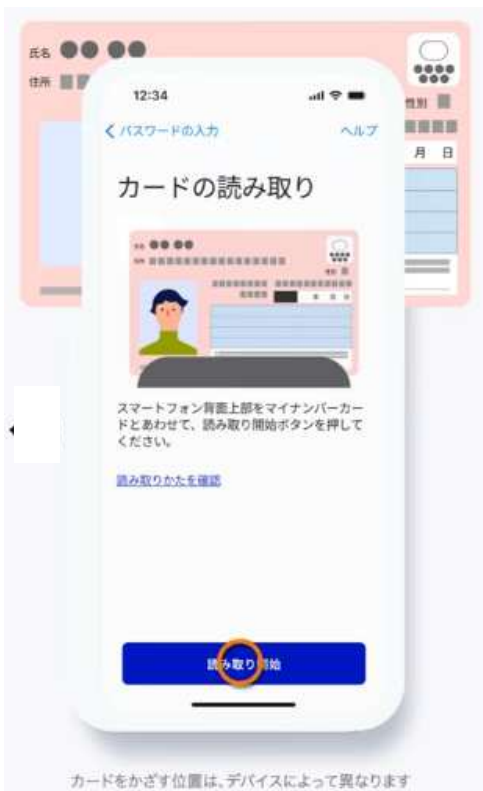 氏名
住所
性別
月 日
12:34
パスワードの入力 ヘルプ
カードの読み取り
スマートフォン背面上部をマイナンバーカー
ドとあわせて、読み取り開始ボタンを押して
ください。
読み取りかたを確認
読み取り開始
カードをかざす位置は、デバイスによって異なります